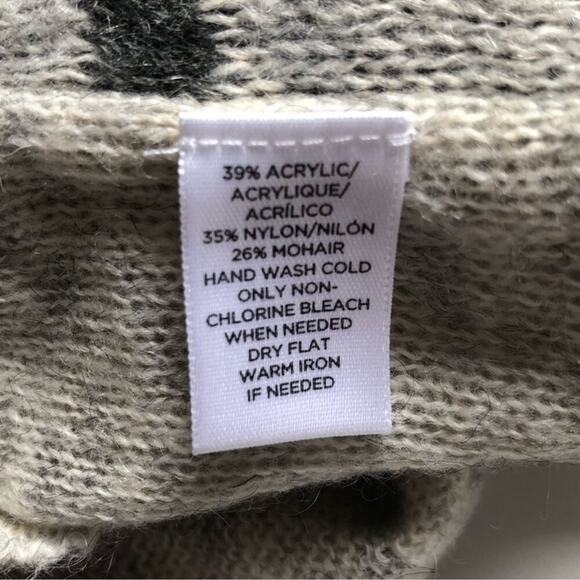 39% ACRYLIC/
ACRYLIQUE/
ACRÍLICO
35% NYLON/NILÓN
26% MOHAIR
HAND WASH COLD
ONLY NON-
CHLORINE BLEACH
WHEN NEEDED
DRY FLAT
WARM IRON
IF NEEDED